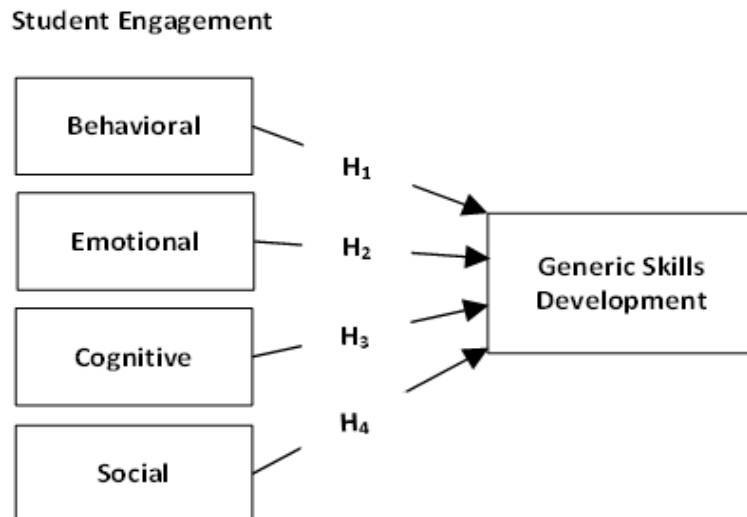 Student Engagement
Behavioral
H₁
Emotional
H₂
Generic Skills
Development
Cognitive
H₃
H₄
Social